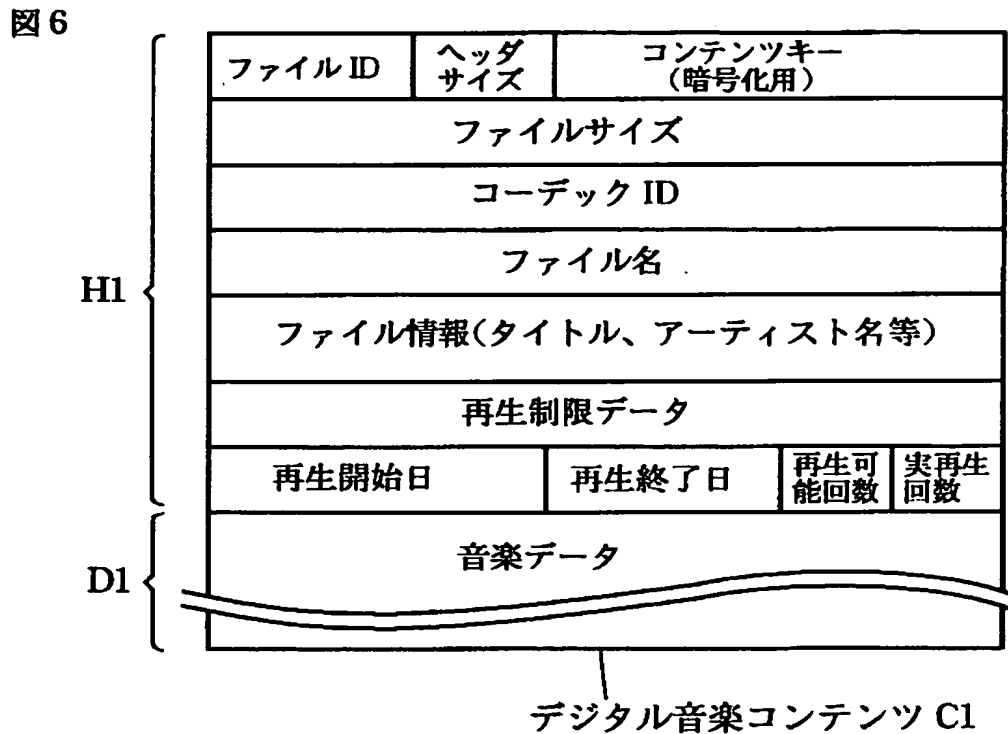 図6
ファイルID
ヘッダ
サイズ
コンテンツキー
(暗号化用)
ファイルサイズ
コーデックID
ファイル名
ファイル情報(タイトル、アーティスト名等)
再生制限データ
再生開始日
再生終了日
再生可
能回数
実再生
回数
H1
音楽データ
D1
デジタル音楽コンテンツ C1